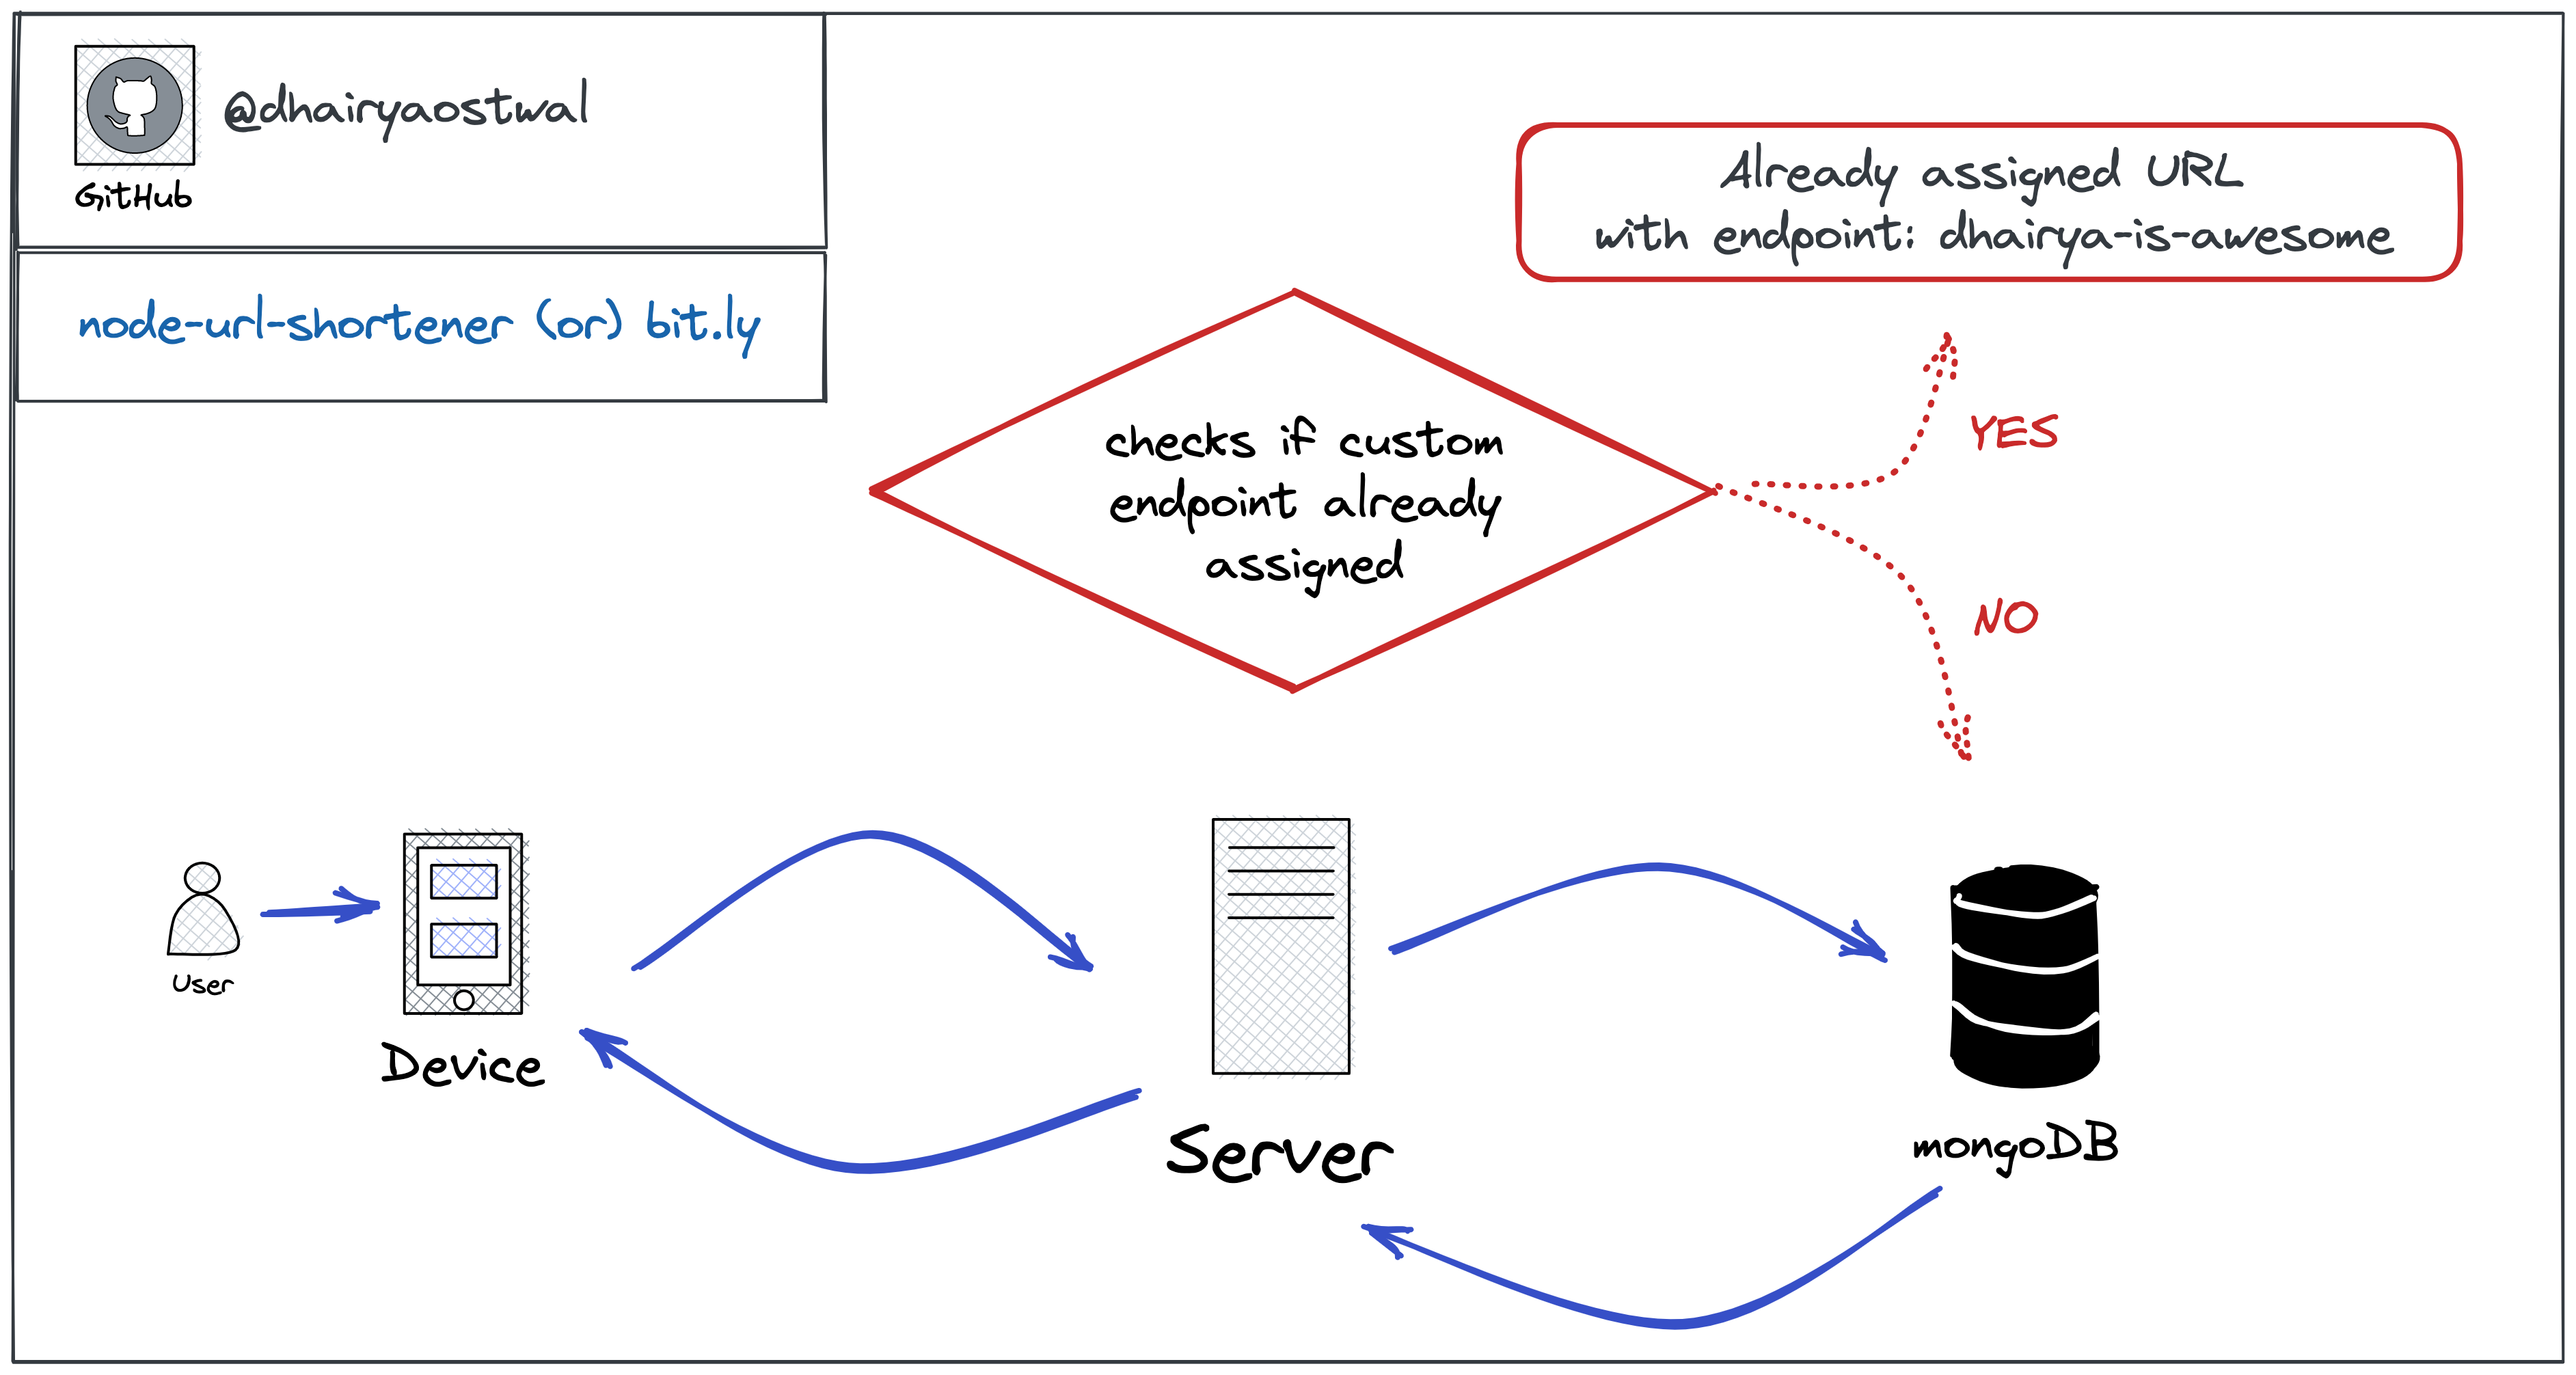 @dhairyaostwal
GitHub
node-url-shortener (or) bit.ly
Already assigned URL
with endpoint: dhairya-is-awesome
checks if custom
endpoint already
assigned
YES
NO
User
Device
Server
mongoDB